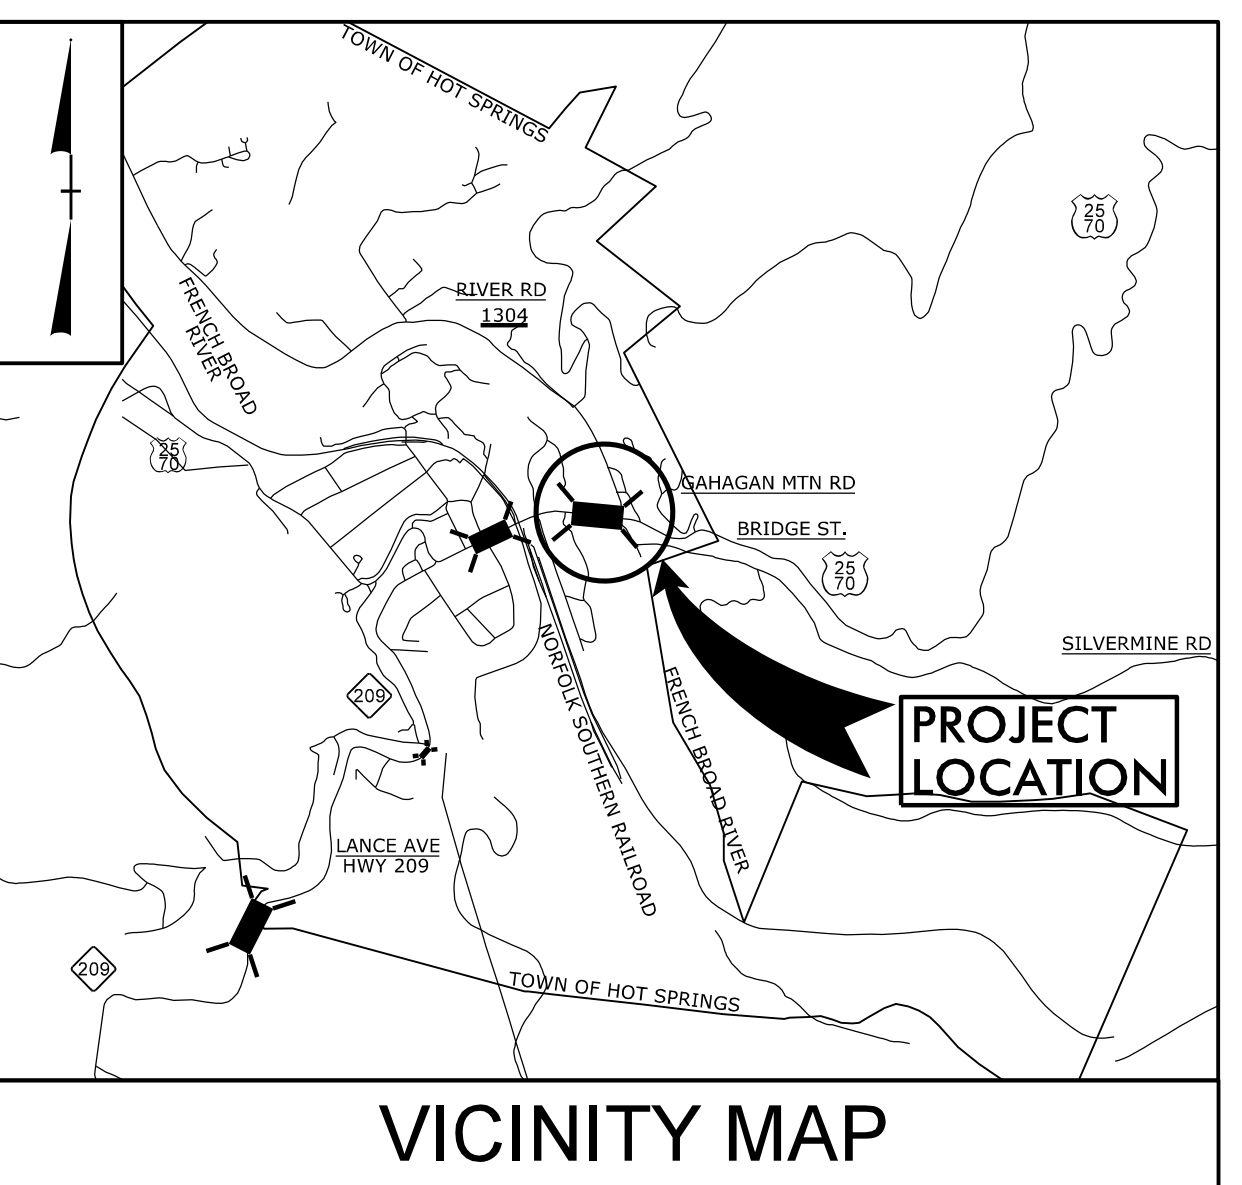 TOWN OF HOT SPRINGS
25
70
FRENCH BROAD
RIVER
RIVER RD
1304
25
70
GAHAGAN MTN RD
BRIDGE ST.
25
70
SILVERMINE RD
NORFOLK SOUTHERN RAILROAD
FRENCH BROAD RIVER
209
PROJECT
LOCATION
LANCE AVE
HWY 209
209
TOWN OF HOT SPRINGS
VICINITY MAP